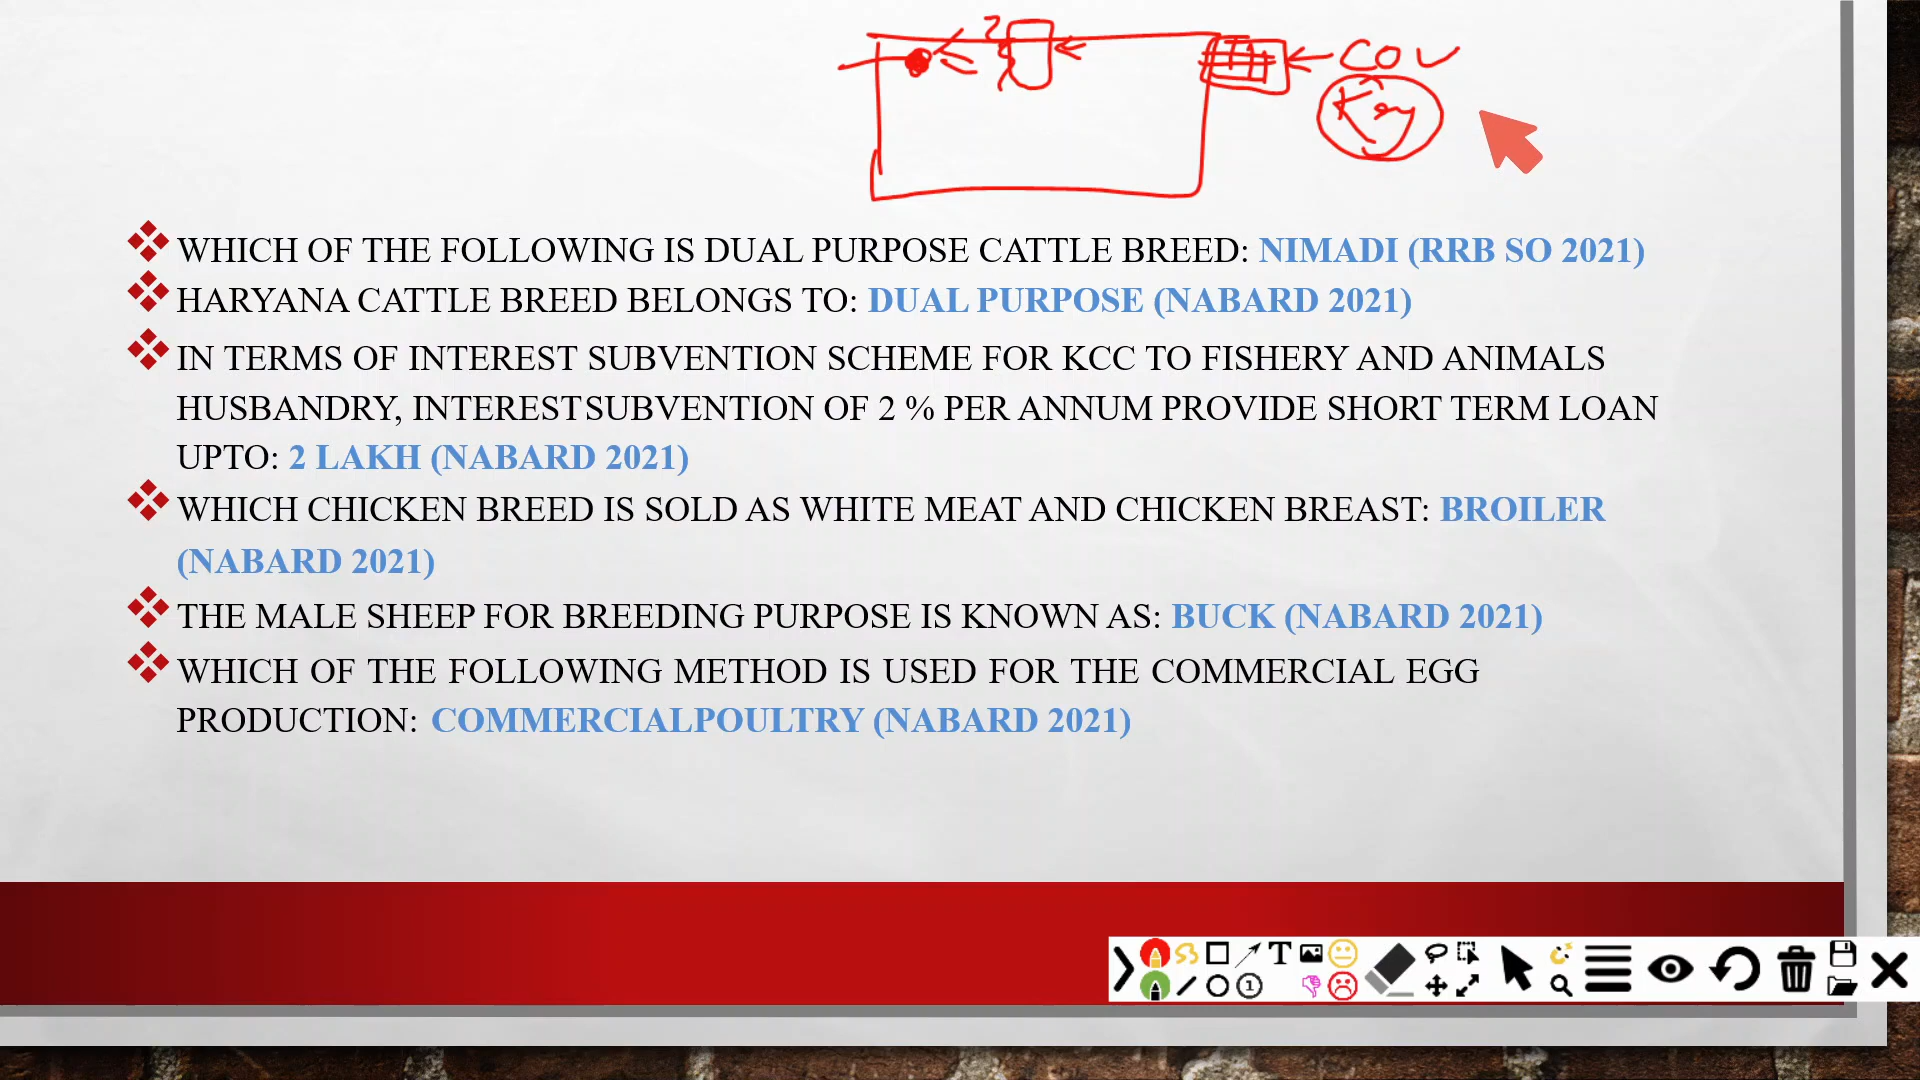 COW
Key
WHICH OF THE FOLLOWING IS DUAL PURPOSE CATTLE BREED: NIMADI (RRB SO 2021)
HARYANA CATTLE BREED BELONGS TO: DUAL PURPOSE (NABARD 2021)
IN TERMS OF INTEREST SUBVENTION SCHEME FOR KCC TO FISHERY AND ANIMALS
HUSBANDRY, INTERESTSUBVENTION OF 2 % PER ANNUM PROVIDE SHORT TERM LOAN
UPTO: 2 LAKH (NABARD 2021)
WHICH CHICKEN BREED IS SOLD AS WHITE MEAT AND CHICKEN BREAST: BROILER
(NABARD 2021)
THE MALE SHEEP FOR BREEDING PURPOSE IS KNOWN AS: BUCK (NABARD 2021)
WHICH OF THE FOLLOWING METHOD IS USED FOR THE COMMERCIAL EGG
PRODUCTION: COMMERCIALPOULTRY (NABARD 2021)